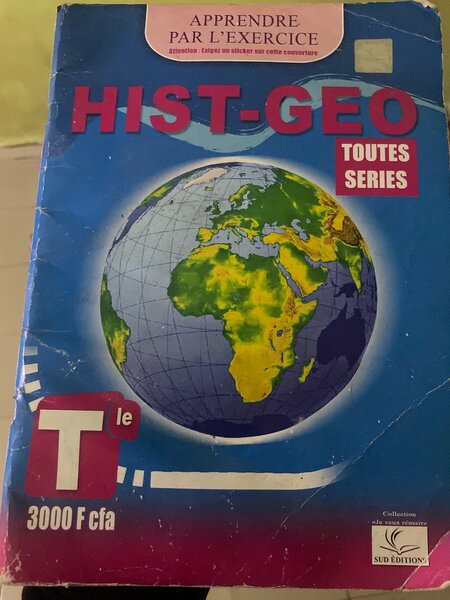 APPRENDRE
PAR L'EXERCICE
Attention : Exigez un sticker sur cette couverture
HIST-GEO
TOUTES
SERIES
T le
3000 F cfa
Collection
«Je veux réussir»
SUD ÉDITIONS